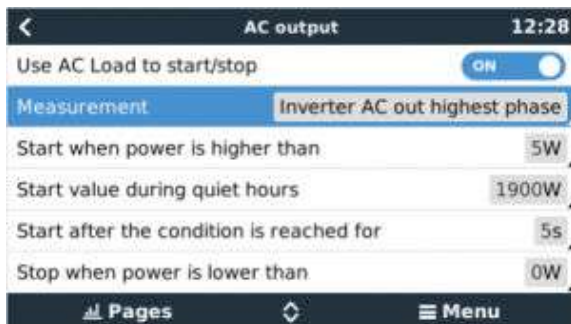 AC output 12:28
Use AC Load to start/stop ON
Measurement Inverter AC out highest phase
Start when power is higher than 5W
Start value during quiet hours 1900W
Start after the condition is reached for 5s
Stop when power is lower than 0W
Pages Menu